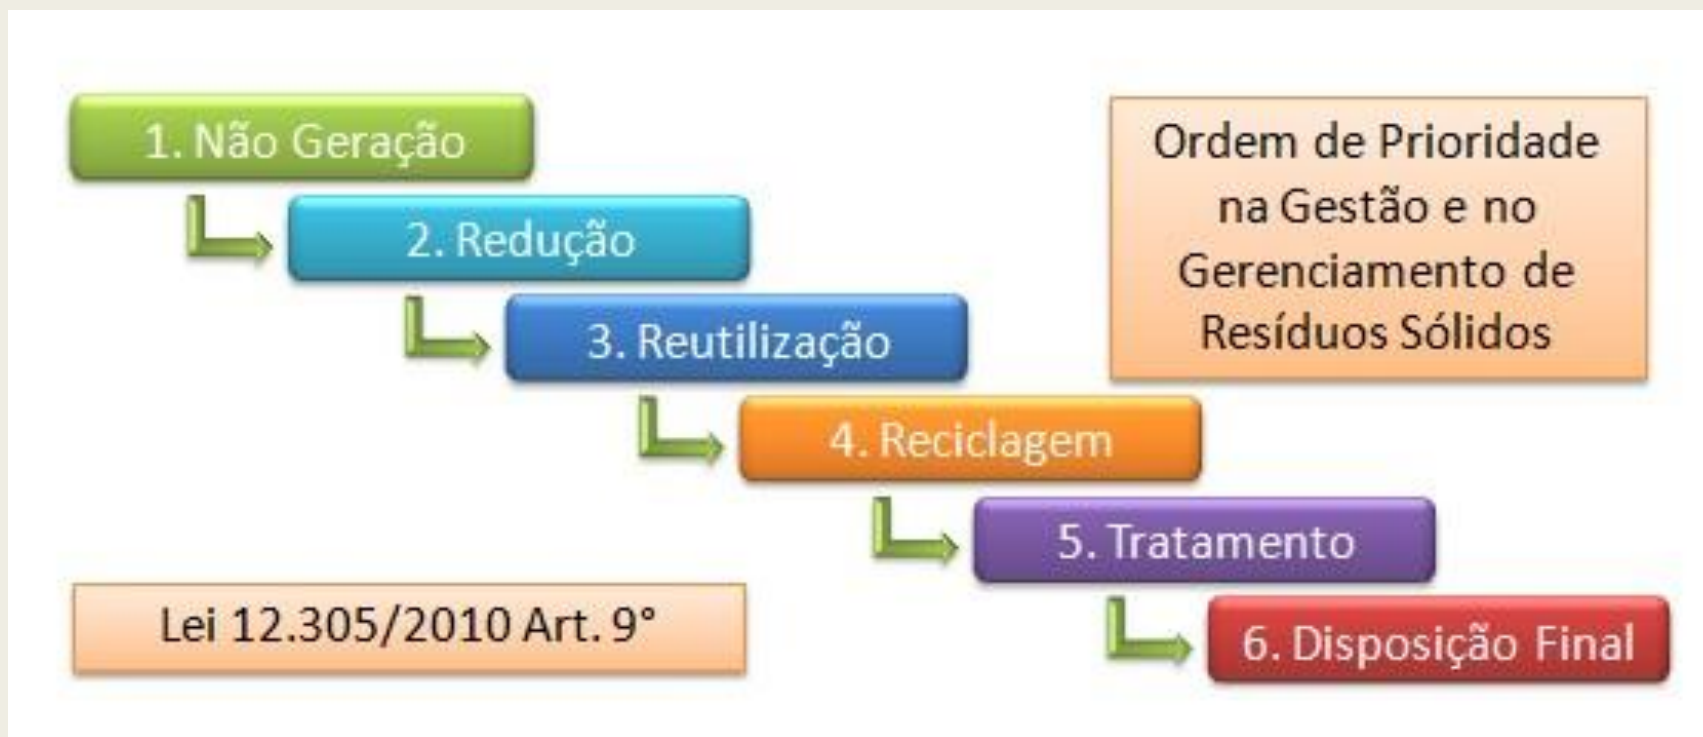 1. Não Geração
2. Redução
3. Reutilização
4. Reciclagem
5. Tratamento
6. Disposição Final
Ordem de Prioridade
na Gestão e no
Gerenciamento de
Resíduos Sólidos
Lei 12.305/2010 Art. 9°